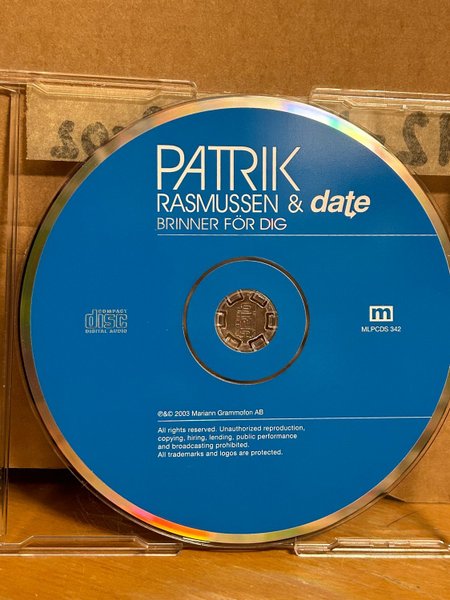 PATRIK
RASMUSSEN & date
BRINNER FÖR DIG
COMPACT
disc
DIGITAL AUDIO
m
MLPCDS 342
℗&© 2003 Mariann Grammofon AB
All rights reserved. Unauthorized reproduction,
copying, hiring, lending, public performance
and broadcasting prohibited.
All trademarks and logos are protected.